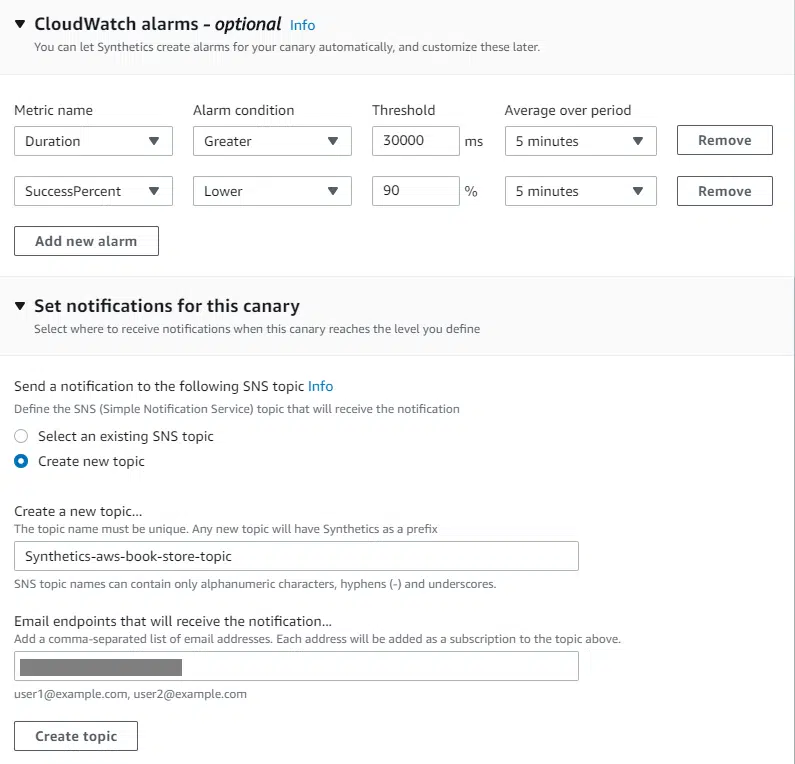 CloudWatch alarms - optional Info
You can let Synthetics create alarms for your canary automatically, and customize these later.
Metric name Alarm condition Threshold Average over period
Duration Greater 30000 ms 5 minutes Remove
SuccessPercent Lower 90 % 5 minutes Remove
Add new alarm
Set notifications for this canary
Select where to receive notifications when this canary reaches the level you define
Send a notification to the following SNS topic Info
Define the SNS (Simple Notification Service) topic that will receive the notification
Select an existing SNS topic
Create new topic
Create a new topic...
The topic name must be unique. Any new topic will have Synthetics as a prefix
Synthetics-aws-book-store-topic
SNS topic names can contain only alphanumeric characters, hyphens (-) and underscores.
Email endpoints that will receive the notification...
Add a comma-separated list of email addresses. Each address will be added as a subscription to the topic above.
user1@example.com, user2@example.com
Create topic